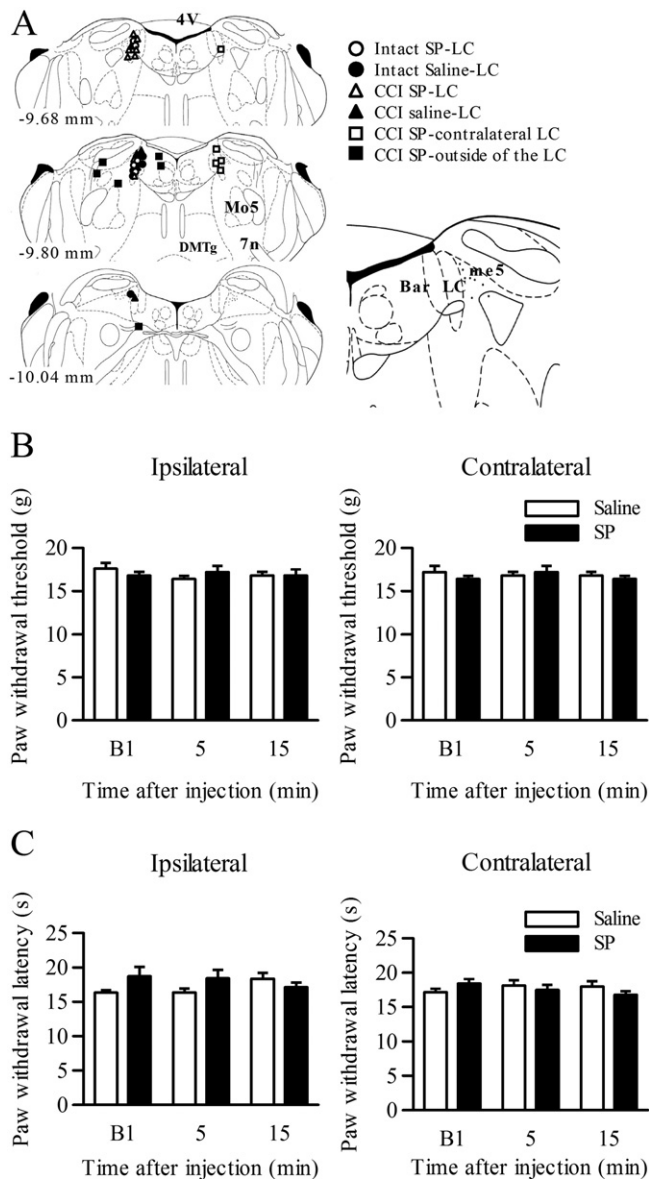 A
4V
-9.68 mm
Mo5
DMTg
7n
-9.80 mm
-10.04 mm
Intact SP-LC
Intact Saline-LC
CCI SP-LC
CCI saline-LC
CCI SP-contralateral LC
CCI SP-outside of the LC
Bar LC me5
B
Ipsilateral
Paw withdrawal threshold (g)
20
15
10
5
0
B1 5 15
Time after injection (min)
Contralateral
Saline
SP
Paw withdrawal threshold (g)
20
15
10
5
0
B1 5 15
Time after injection (min)
C
Ipsilateral
Paw withdrawal latency (s)
25
20
15
10
5
0
B1 5 15
Time after injection (min)
Contralateral
Saline
SP
Paw withdrawal latency (s)
25
20
15
10
5
0
B1 5 15
Time after injection (min)